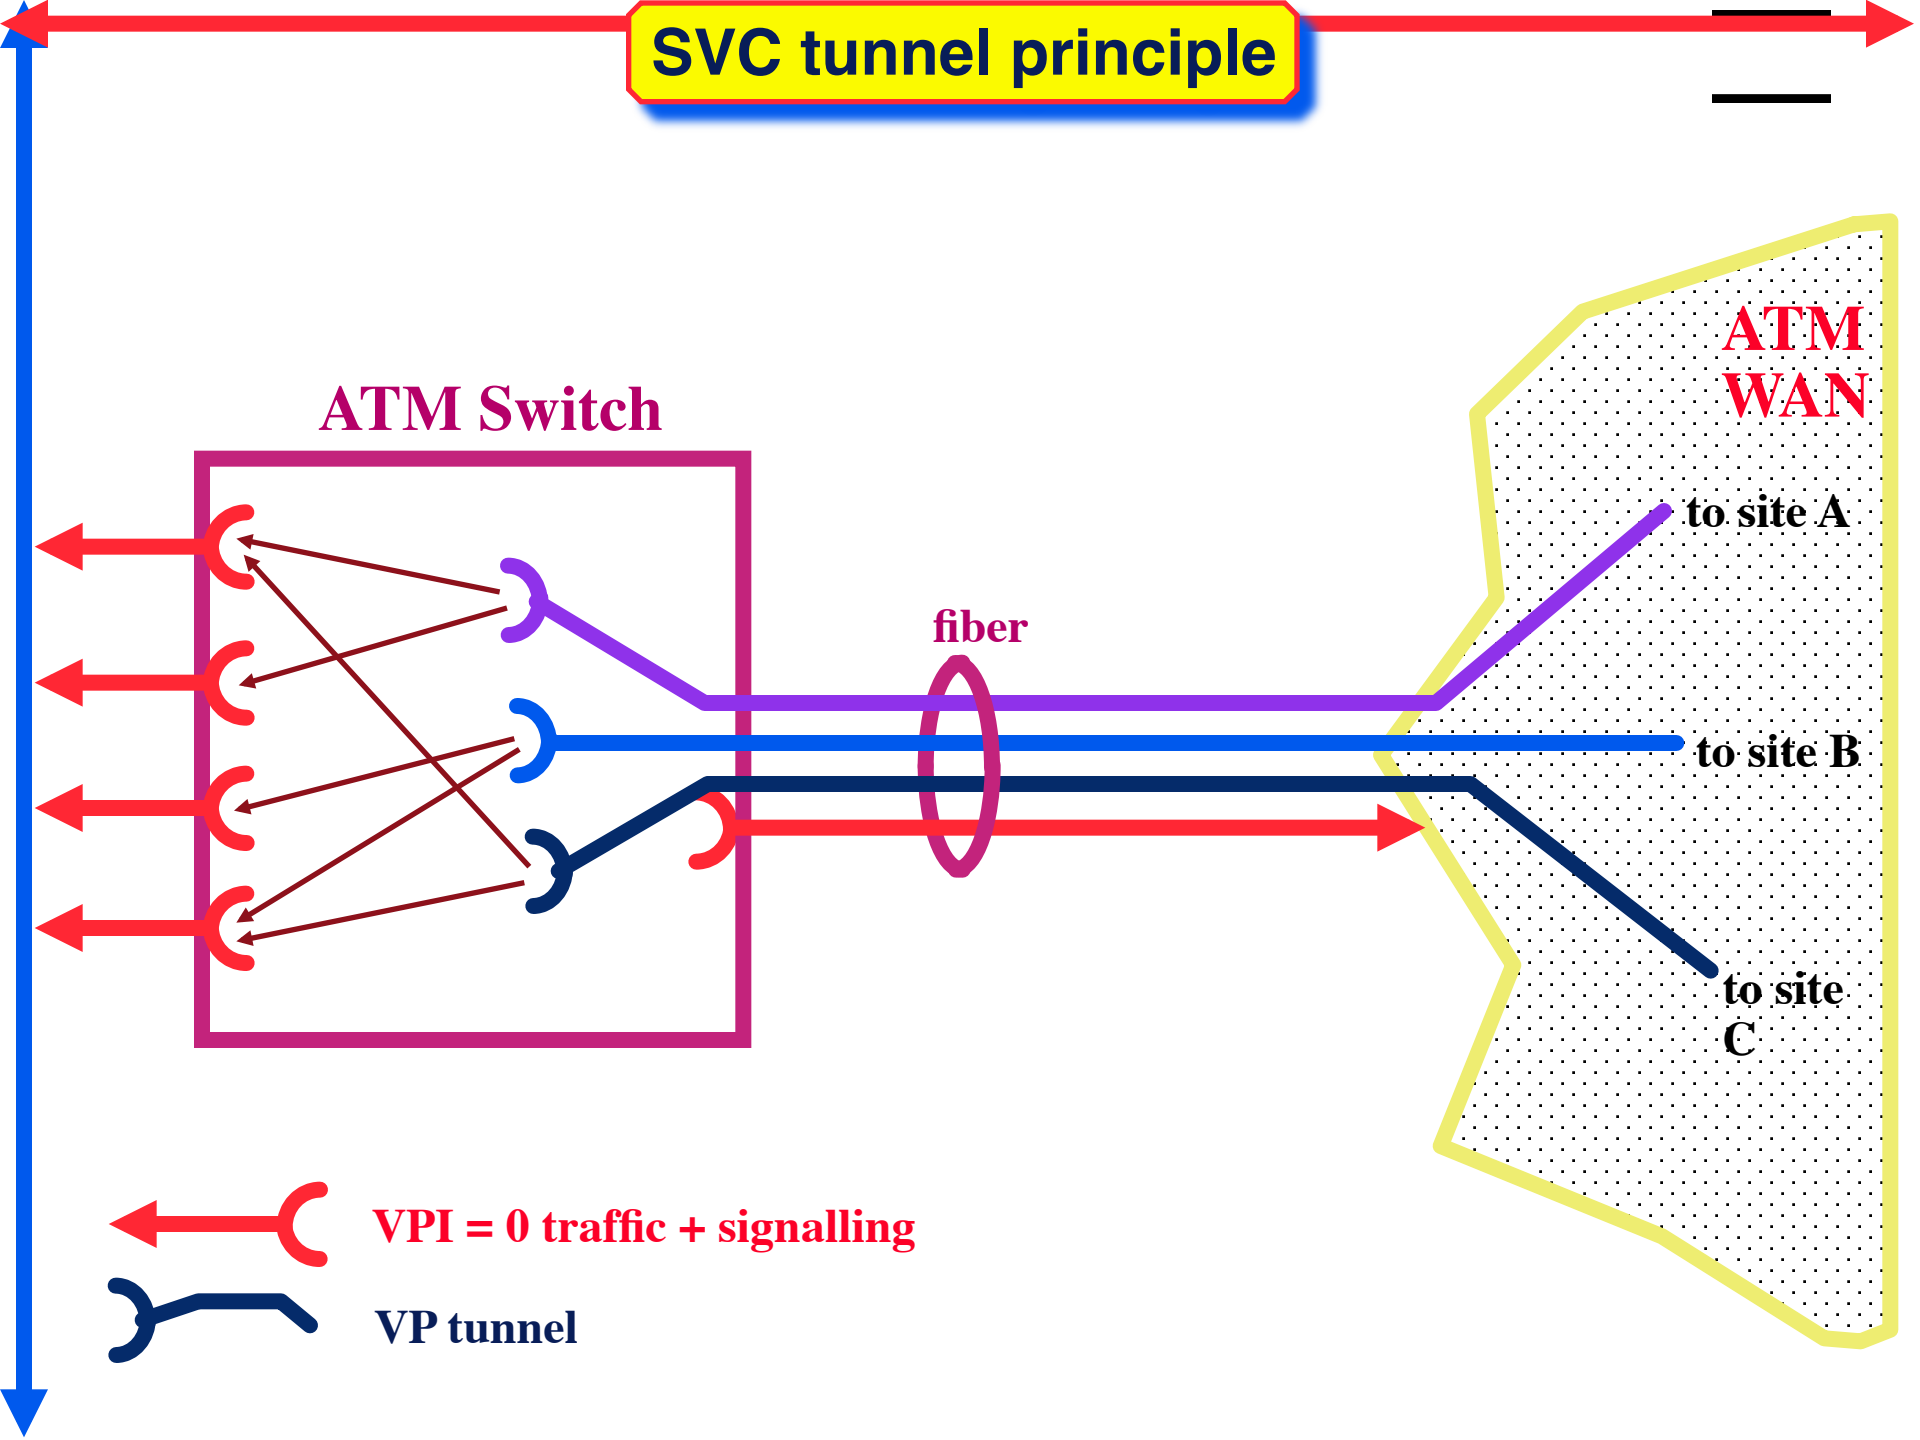 SVC tunnel principle
ATM
WAN
ATM Switch
to site A
fiber
to site B
to site
C
VPI = 0 traffic + signalling
VP tunnel